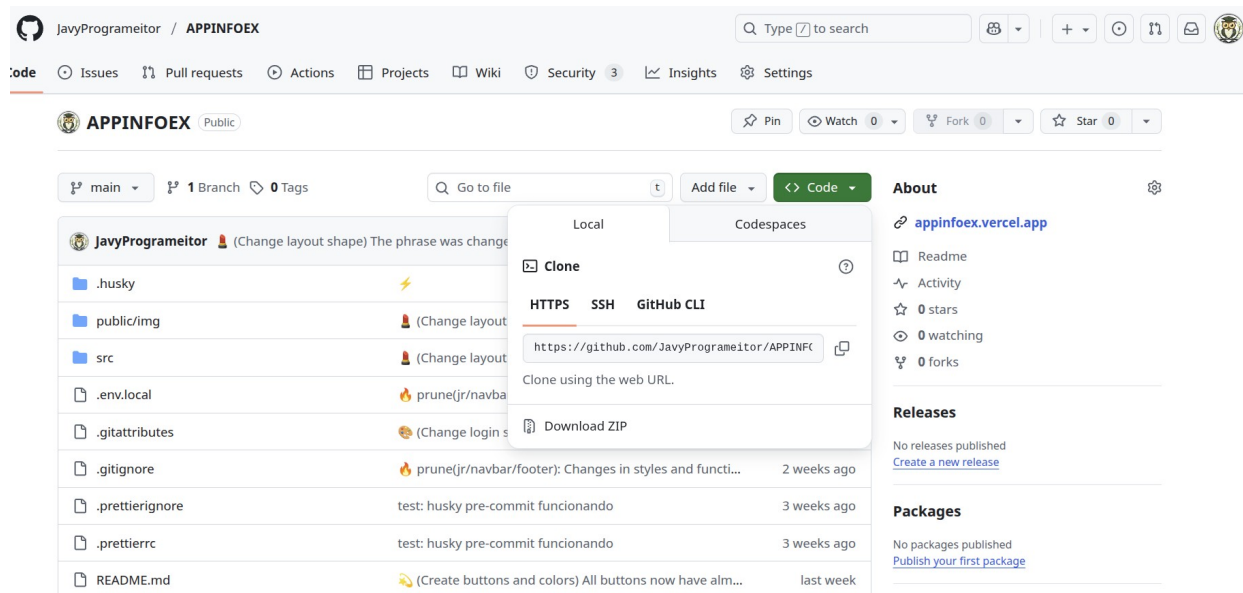 JavyProgrameitor / APPINFOEX
Type / to search
Code
Issues
Pull requests
Actions
Projects
Wiki
Security 3
Insights
Settings
APPINFOEX Public
Pin
Watch 0
Fork 0
Star 0
main
1 Branch
0 Tags
Go to file t
Add file
<> Code
JavyProgrameitor 💄 (Change layout shape) The phrase was change
.husky ⚡
public/img 💄 (Change layout
src 💄 (Change layout
.env.local 🔥 prune(jr/navba
.gitattributes 🎨 (Change login s
.gitignore 🔥 prune(jr/navbar/footer): Changes in styles and functi... 2 weeks ago
.prettierignore test: husky pre-commit funcionando 3 weeks ago
.prettierrc test: husky pre-commit funcionando 3 weeks ago
README.md 💫 (Create buttons and colors) All buttons now have alm... last week
Local
Codespaces
Clone
HTTPS SSH GitHub CLI
https://github.com/JavyProgrameitor/APPINFO
Clone using the web URL.
Download ZIP
About
appinfoex.vercel.app
Readme
Activity
0 stars
0 watching
0 forks
Releases
No releases published
Create a new release
Packages
No packages published
Publish your first package